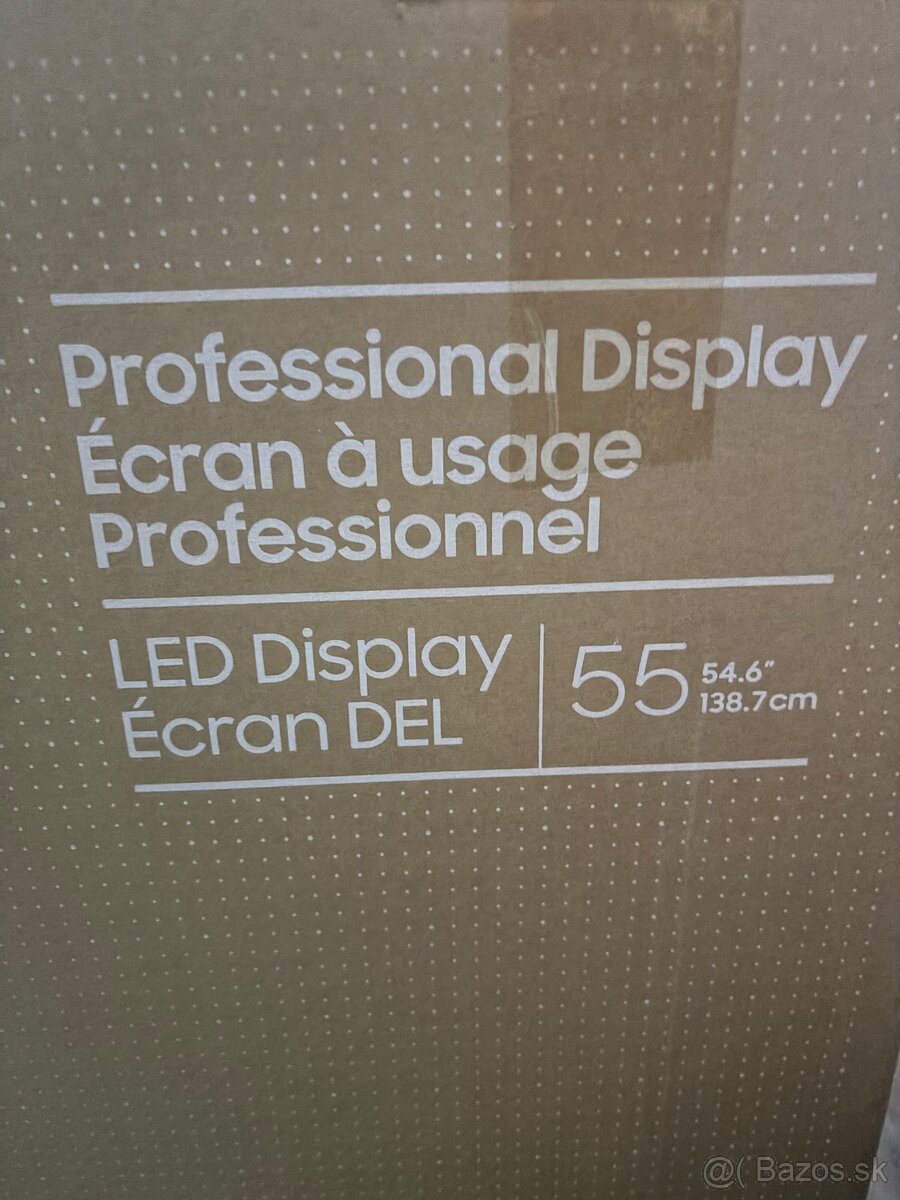 Professional Display
Écran à usage
Professionnel
LED Display
Écran DEL
55
54.6"
138.7cm
@( Bazos.sk